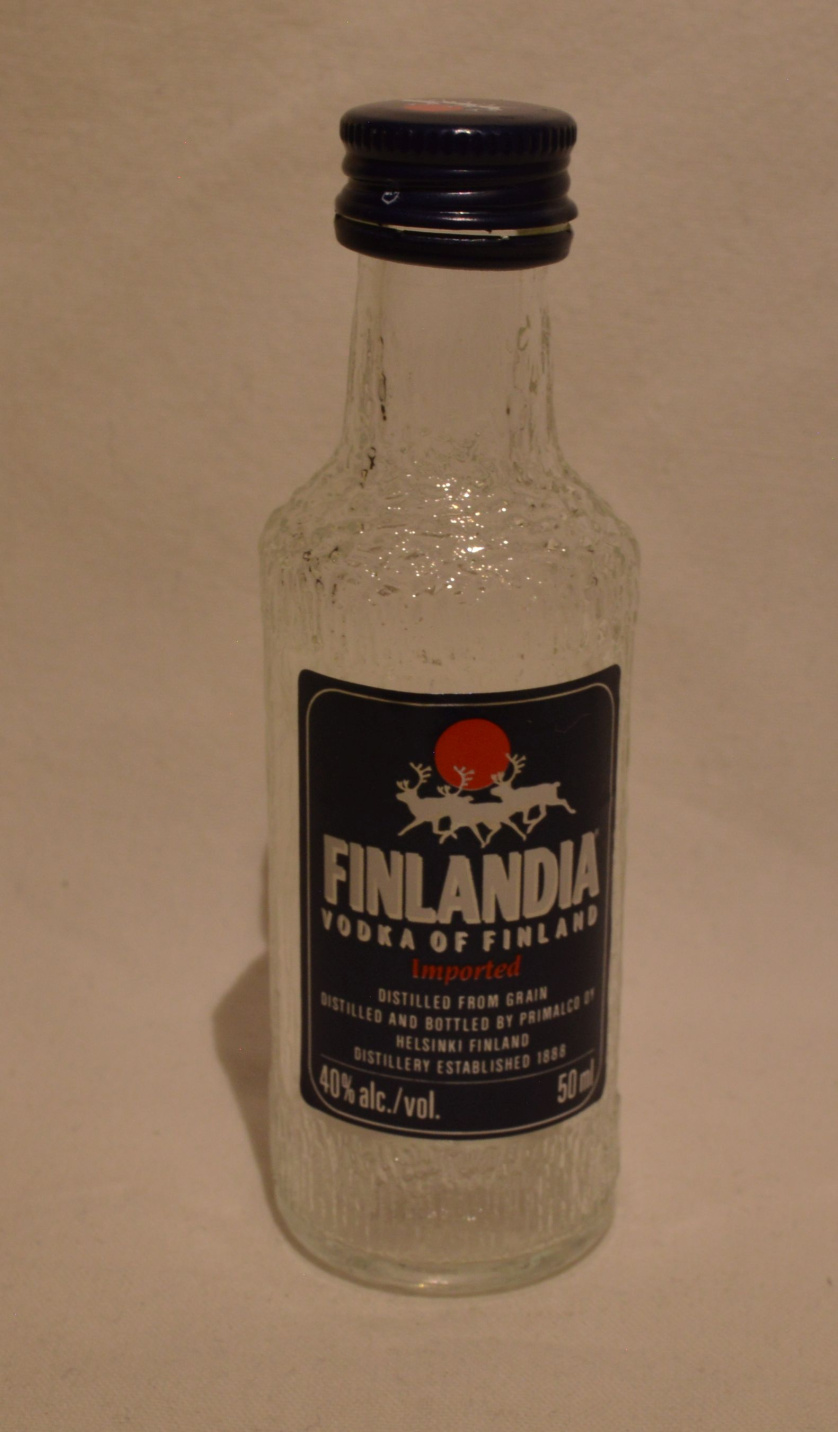 FINLANDIA
VODKA OF FINLAND
Imported
DISTILLED FROM GRAIN
DISTILLED AND BOTTLED BY PRIMALCO OY
HELSINKI FINLAND
DISTILLERY ESTABLISHED 1888
40% alc./vol. 50 ml